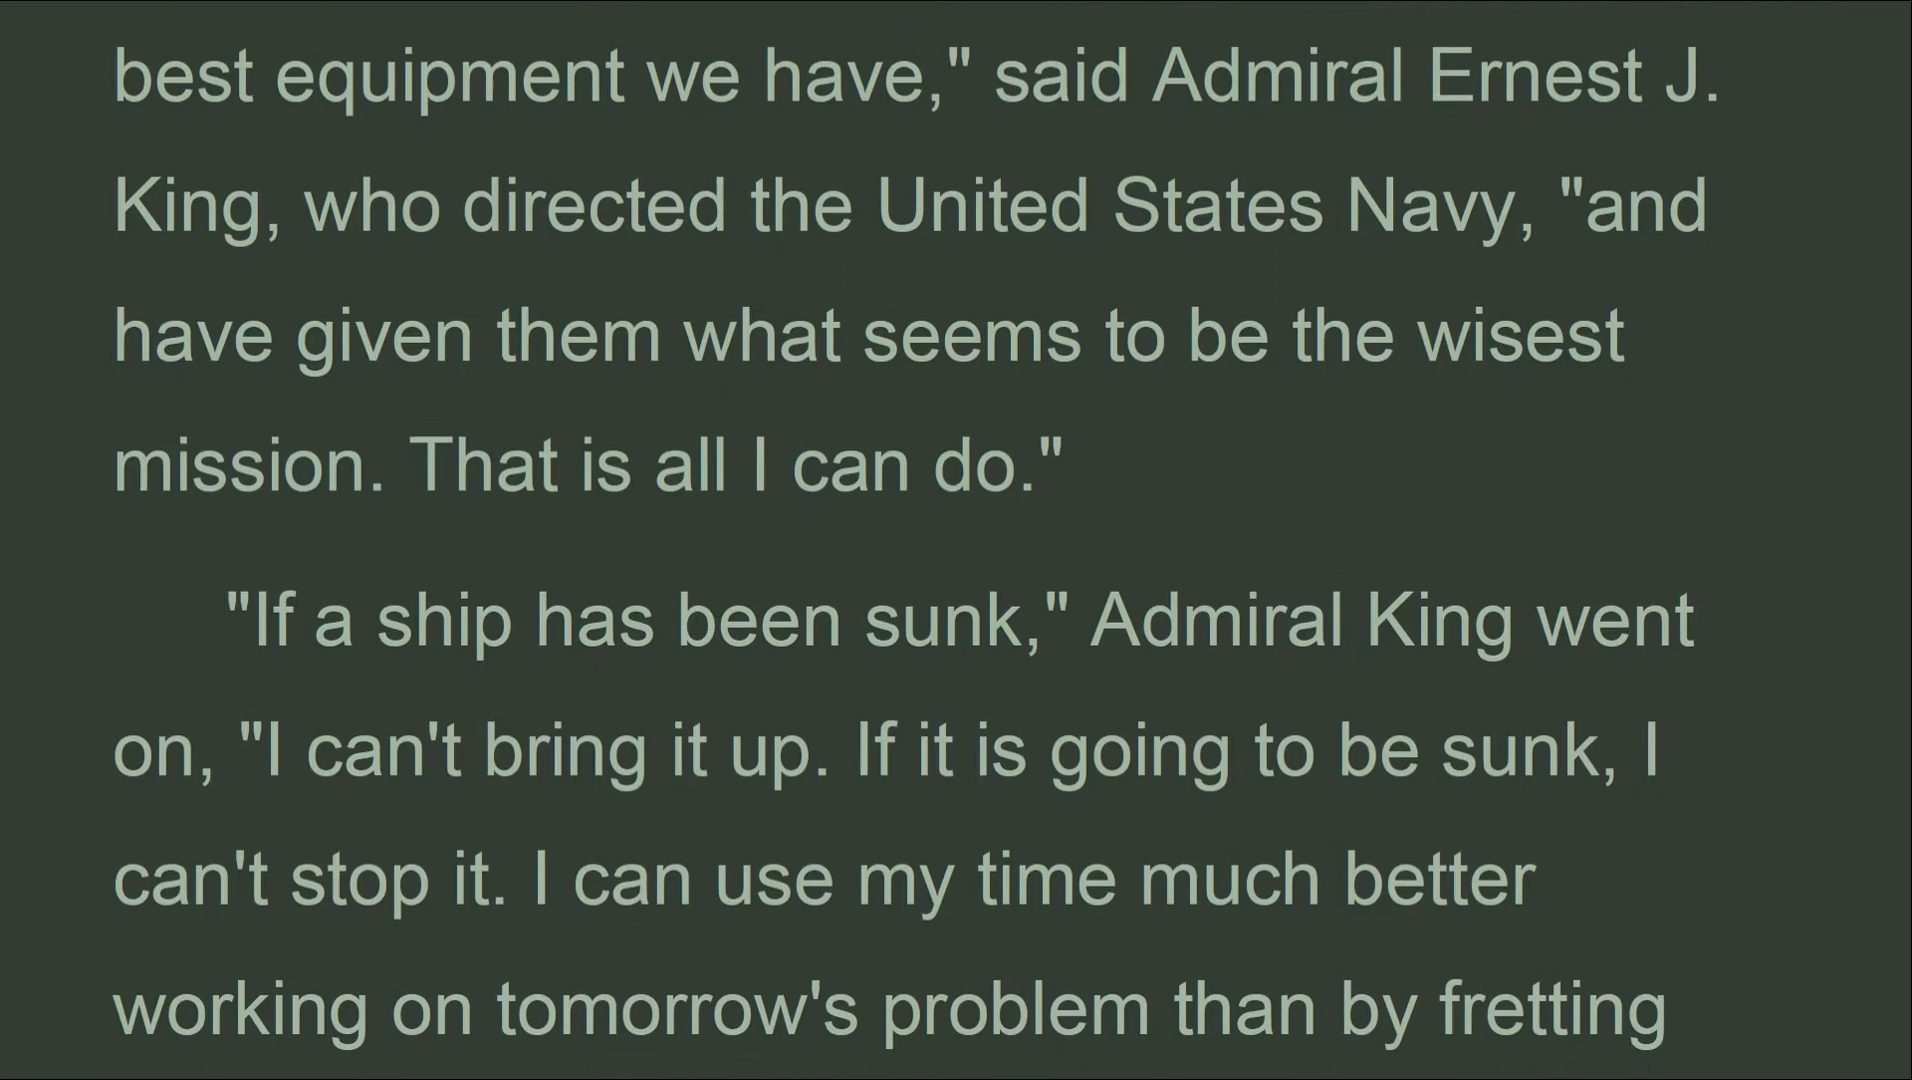 best equipment we have," said Admiral Ernest J.
King, who directed the United States Navy, "and
have given them what seems to be the wisest
mission. That is all I can do."
"If a ship has been sunk," Admiral King went
on, "I can't bring it up. If it is going to be sunk, I
can't stop it. I can use my time much better
working on tomorrow's problem than by fretting